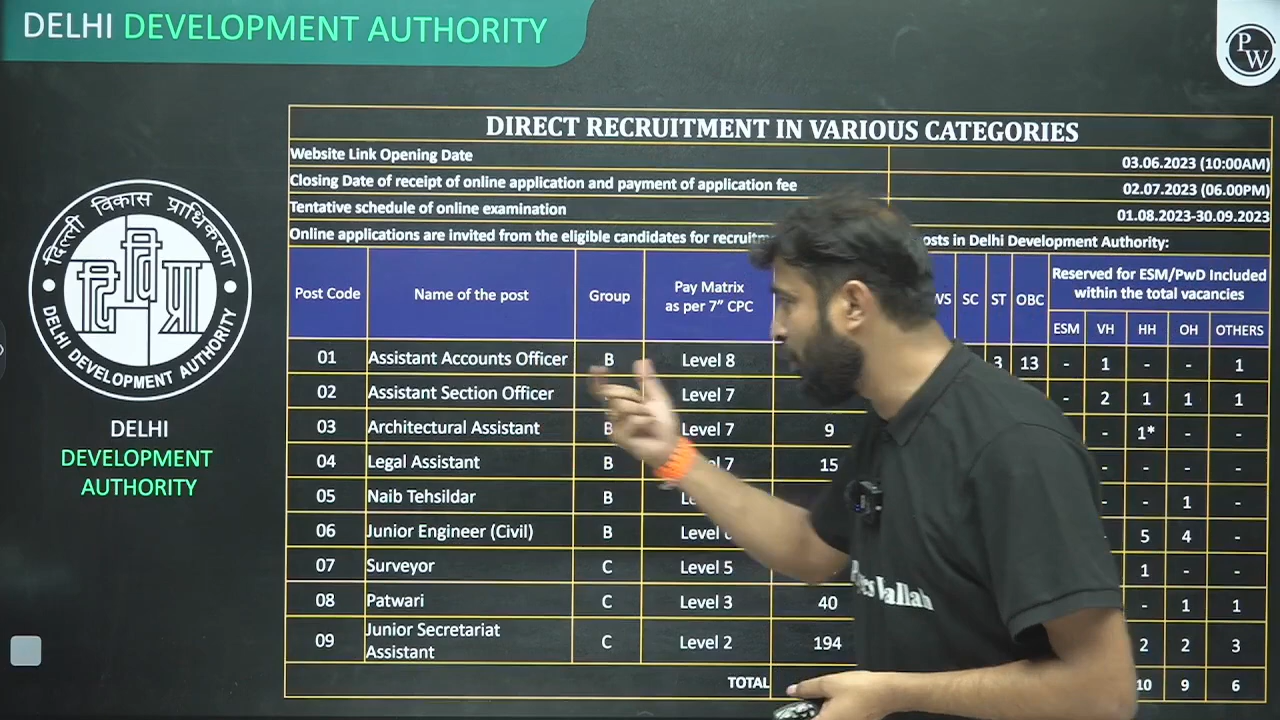 DELHI DEVELOPMENT AUTHORITY
PW
DIRECT RECRUITMENT IN VARIOUS CATEGORIES
Website Link Opening Date 03.06.2023 (10:00AM)
Closing Date of receipt of online application and payment of application fee 02.07.2023 (06.00PM)
Tentative schedule of online examination 01.08.2023-30.09.2023
Online applications are invited from the eligible candidates for in Delhi Development Authority:
Post Code Name of the post Group Pay Matrix as per 7” CPC SC ST OBC Reserved for ESM/PwD Included within the total vacancies
ESM VH HH OH OTHERS
01 Assistant Accounts Officer B Level 8 3 13 - 1 - - 1
02 Assistant Section Officer Level 7 - 2 1 1 1
03 Architectural Assistant B Level 7 9 - - 1* - -
04 Legal Assistant B 7 15 - - - - -
05 Naib Tehsildar B - - 1 -
06 Junior Engineer (Civil) B Level - 5 4 -
07 Surveyor C Level 5 1 - -
08 Patwari C Level 3 40 - 1 1
09 Junior Secretariat Assistant C Level 2 194 2 2 3
TOTAL 10 9 6
दिल्ली विकास प्राधिकरण
दि वि प्रा
DELHI DEVELOPMENT AUTHORITY
DELHI
DEVELOPMENT
AUTHORITY